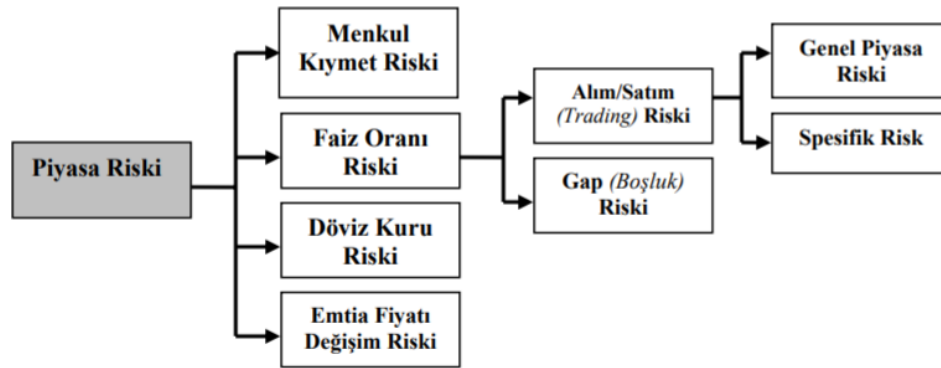 Piyasa Riski
Menkul
Kıymet Riski
Faiz Oranı
Riski
Döviz Kuru
Riski
Emtia Fiyatı
Değişim Riski
Alım/Satım
(Trading) Riski
Gap (Boşluk)
Riski
Genel Piyasa
Riski
Spesifik Risk